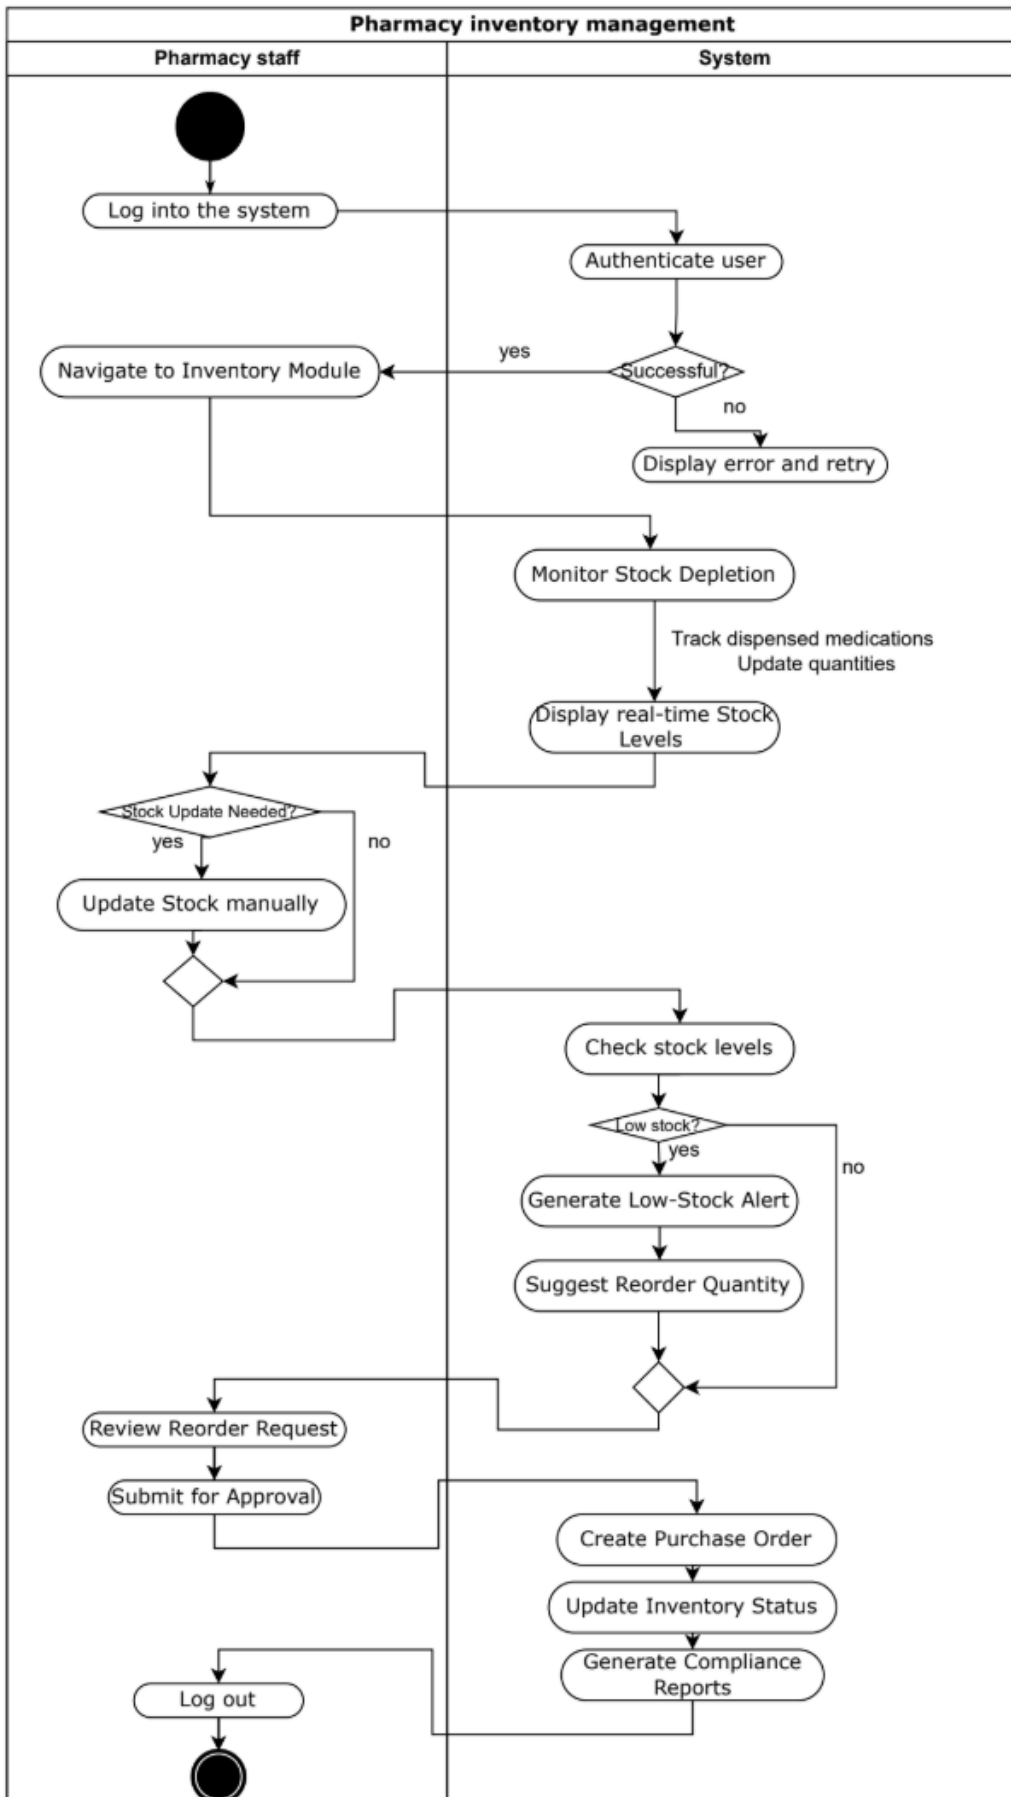 Pharmacy inventory management
Pharmacy staff
System
Log into the system
Authenticate user
Successful?
yes
Navigate to Inventory Module
no
Display error and retry
Monitor Stock Depletion
Track dispensed medications
Update quantities
Display real-time Stock
Levels
Stock Update Needed?
yes
no
Update Stock manually
Check stock levels
Low stock?
yes
no
Generate Low-Stock Alert
Suggest Reorder Quantity
Review Reorder Request
Submit for Approval
Create Purchase Order
Update Inventory Status
Generate Compliance
Reports
Log out